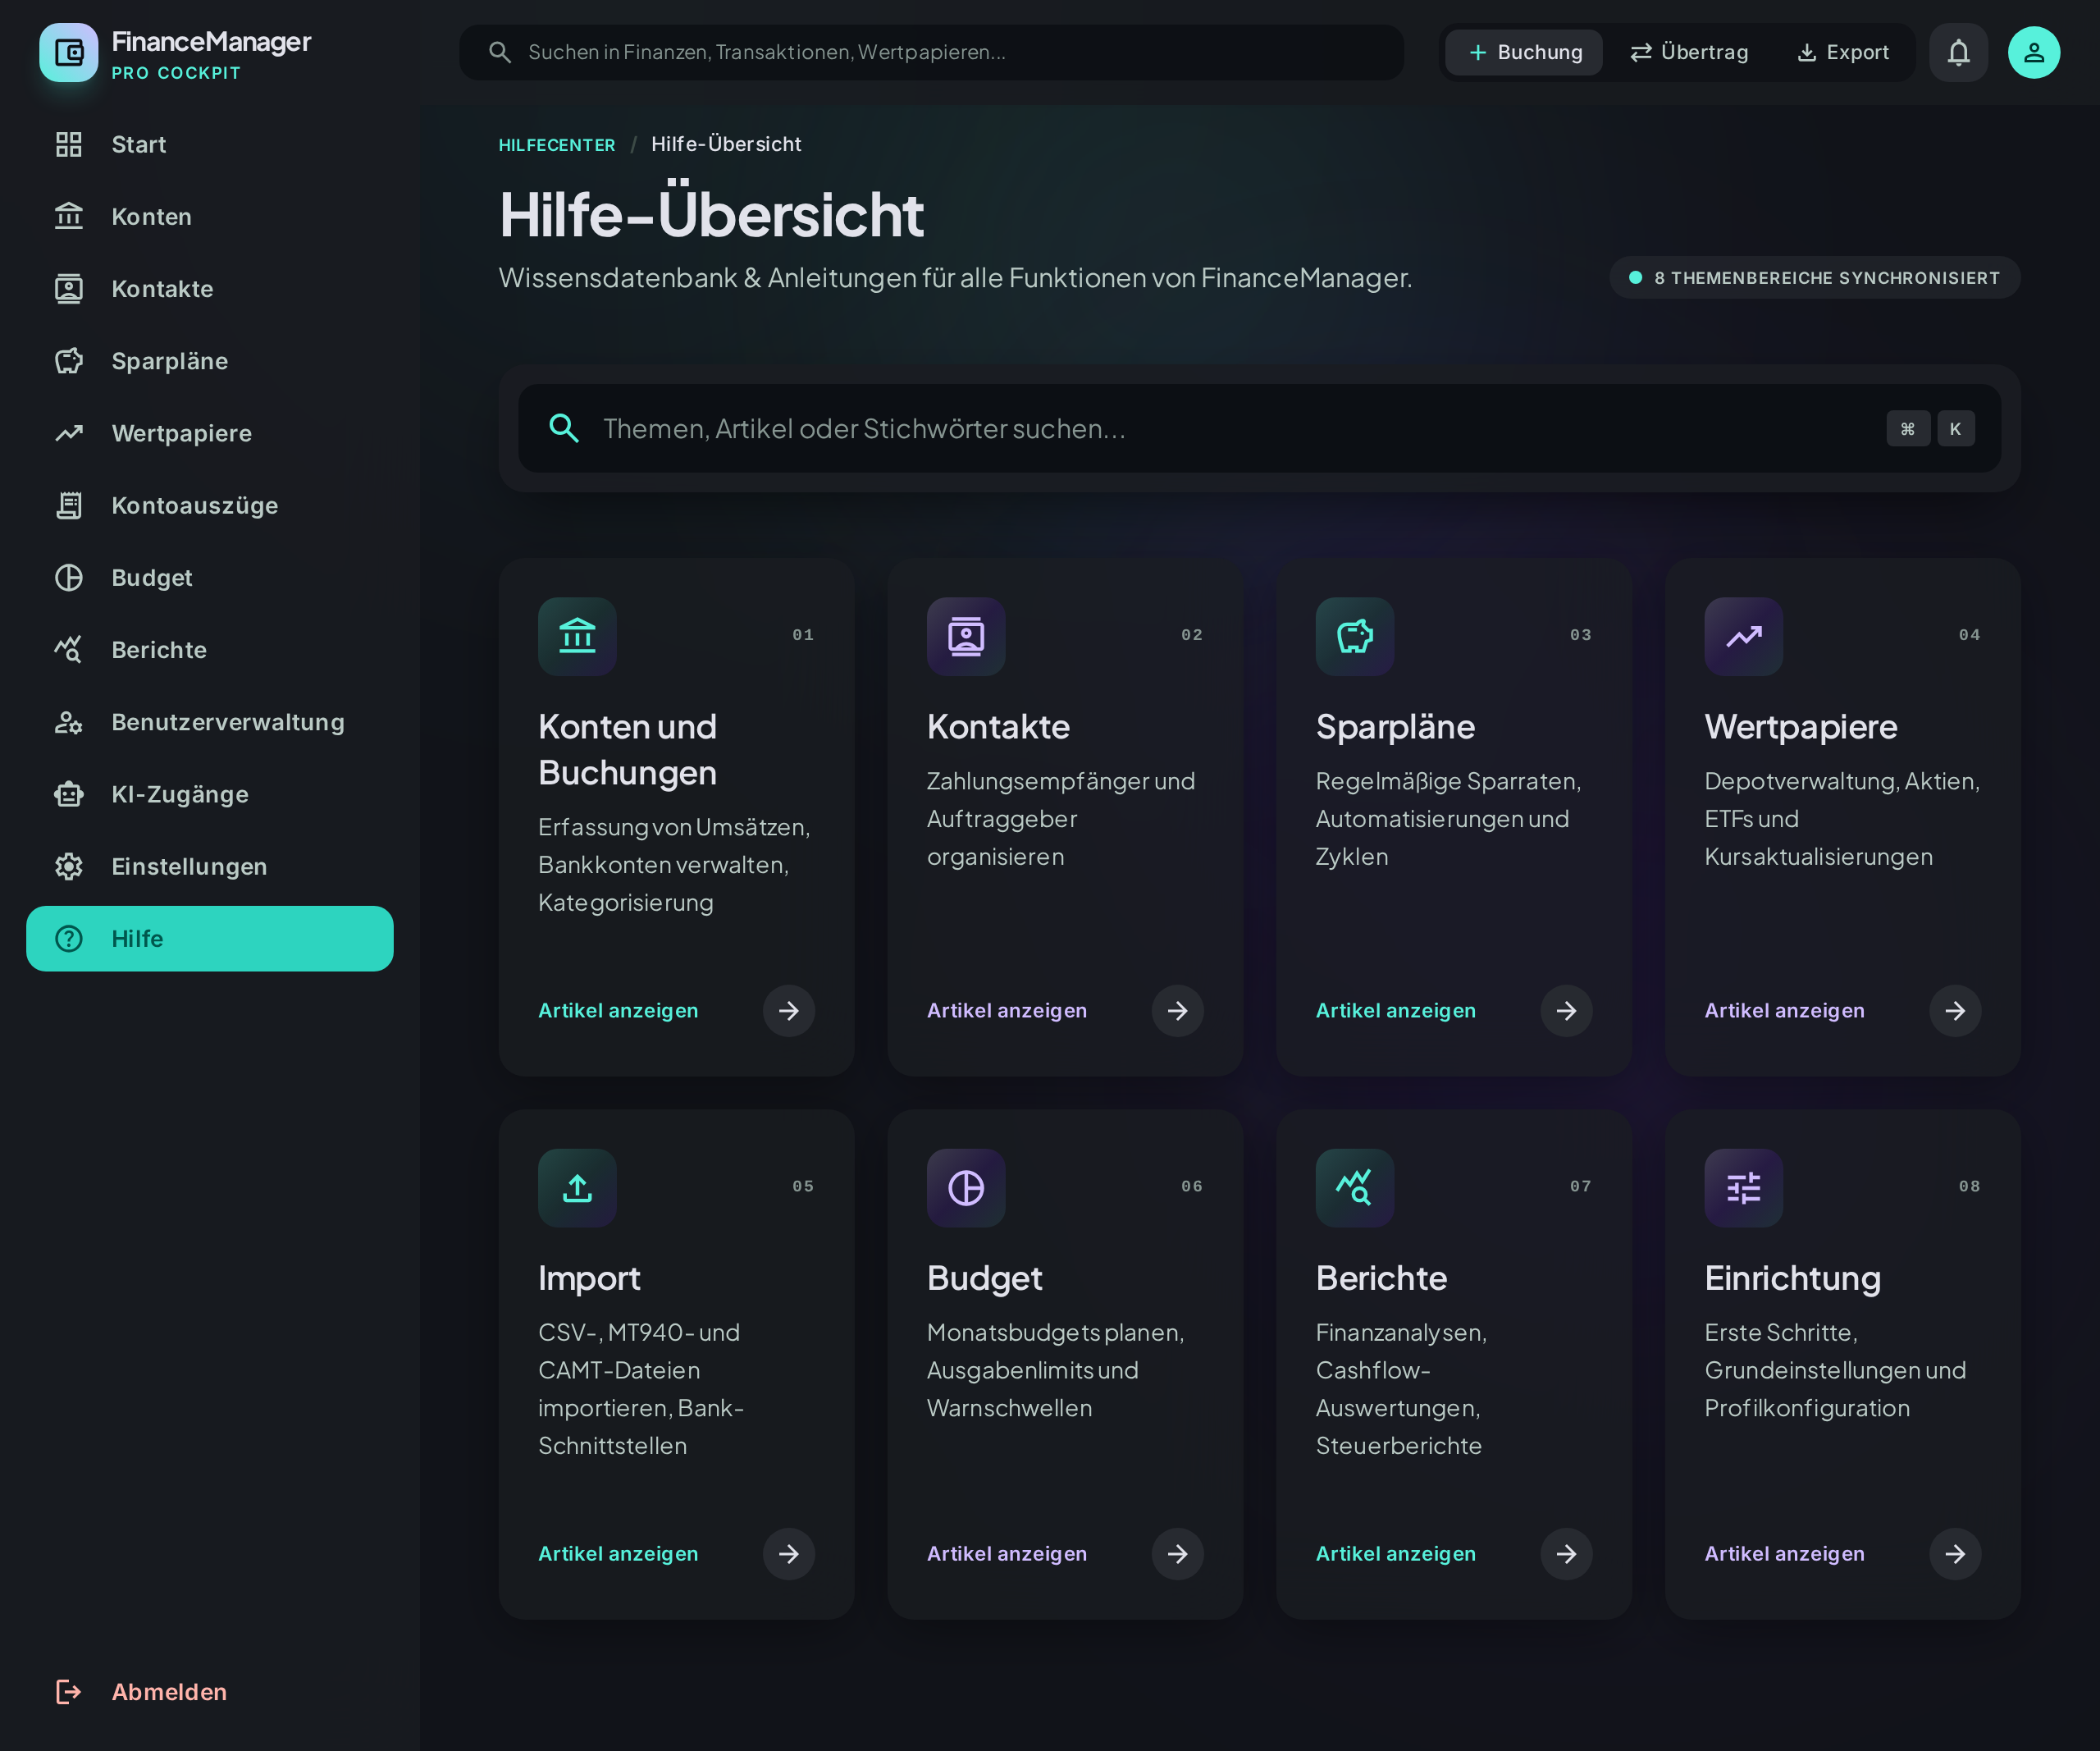 FinanceManager
PRO COCKPIT
Suchen in Finanzen, Transaktionen, Wertpapieren...
Buchung
Übertrag
Export
Start
Konten
Kontakte
Sparpläne
Wertpapiere
Kontoauszüge
Budget
Berichte
Benutzerverwaltung
KI-Zugänge
Einstellungen
Hilfe
Abmelden
HILFECENTER / Hilfe-Übersicht
Hilfe-Übersicht
Wissensdatenbank & Anleitungen für alle Funktionen von FinanceManager.
8 THEMENBEREICHE SYNCHRONISIERT
Themen, Artikel oder Stichwörter suchen...
⌘ K
01
Konten und
Buchungen
Erfassung von Umsätzen,
Bankkonten verwalten,
Kategorisierung
Artikel anzeigen
02
Kontakte
Zahlungsempfänger und
Auftraggeber
organisieren
Artikel anzeigen
03
Sparpläne
Regelmäßige Sparraten,
Automatisierungen und
Zyklen
Artikel anzeigen
04
Wertpapiere
Depotverwaltung, Aktien,
ETFs und
Kursaktualisierungen
Artikel anzeigen
05
Import
CSV-, MT940- und
CAMT-Dateien
importieren, Bank-
Schnittstellen
Artikel anzeigen
06
Budget
Monatsbudgets planen,
Ausgabenlimits und
Warnschwellen
Artikel anzeigen
07
Berichte
Finanzanalysen,
Cashflow-
Auswertungen,
Steuerberichte
Artikel anzeigen
08
Einrichtung
Erste Schritte,
Grundeinstellungen und
Profilkonfiguration
Artikel anzeigen